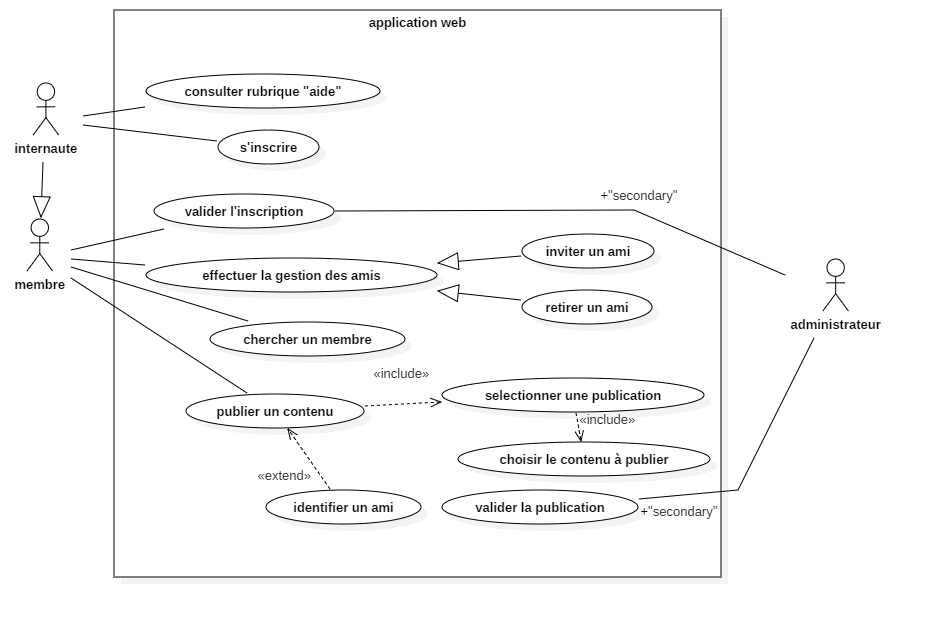 application web
consulter rubrique "aide"
internaute
s'inscrire
+"secondary"
valider l'inscription
inviter un ami
effectuer la gestion des amis
membre
retirer un ami
administrateur
chercher un membre
«include»
selectionner une publication
publier un contenu
«include»
choisir le contenu à publier
«extend»
identifier un ami
valider la publication
+"secondary"